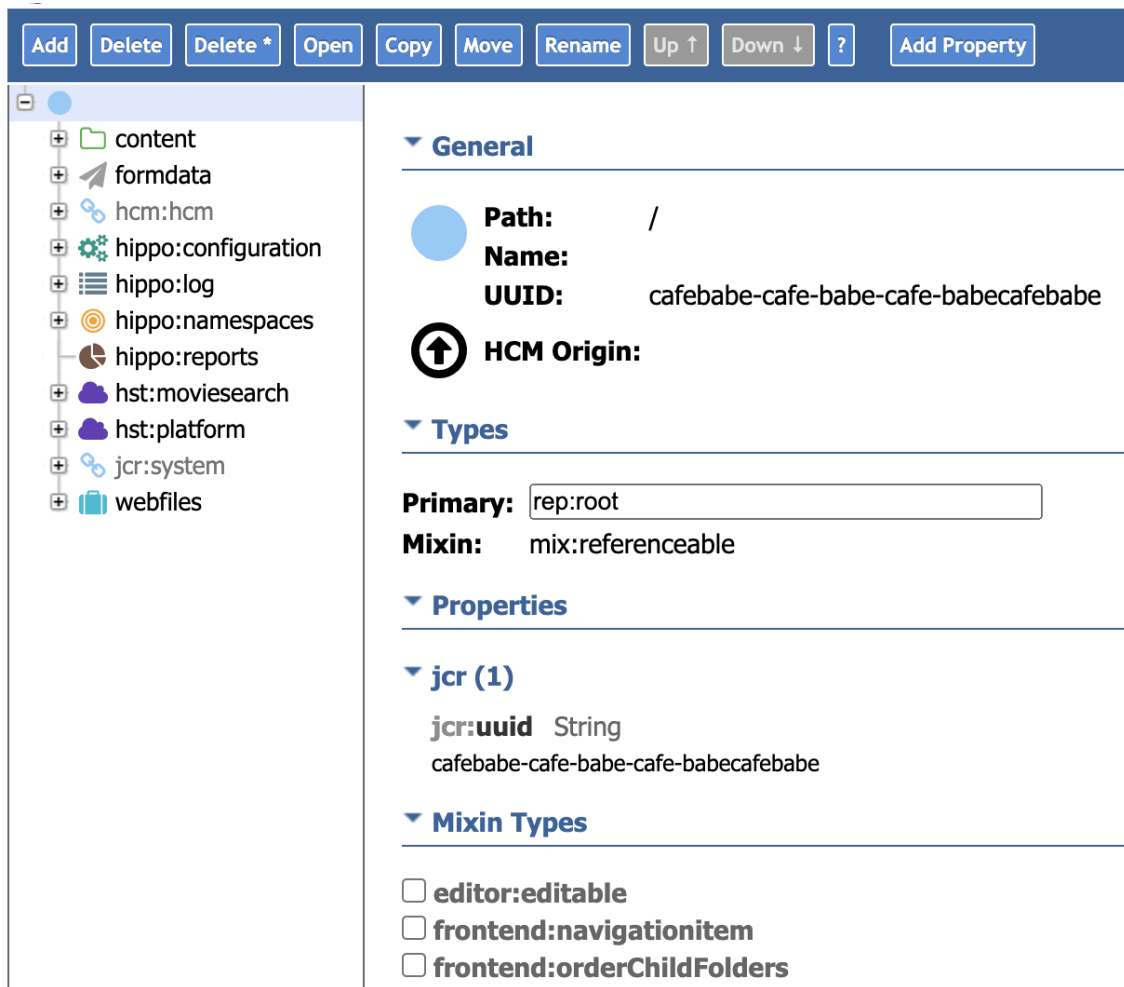 Add Delete Delete * Open Copy Move Rename Up ↑ Down ↓ ? Add Property
content
formdata
hcm:hcm
hippo:configuration
hippo:log
hippo:namespaces
hippo:reports
hst:moviesearch
hst:platform
jcr:system
webfiles
General
Path: /
Name:
UUID: cafebabe-cafe-babe-cafe-babecafebabe
HCM Origin:
Types
Primary: rep:root
Mixin: mix:referenceable
Properties
jcr (1)
jcr:uuid String
cafebabe-cafe-babe-cafe-babecafebabe
Mixin Types
editor:editable
frontend:navigationitem
frontend:orderChildFolders